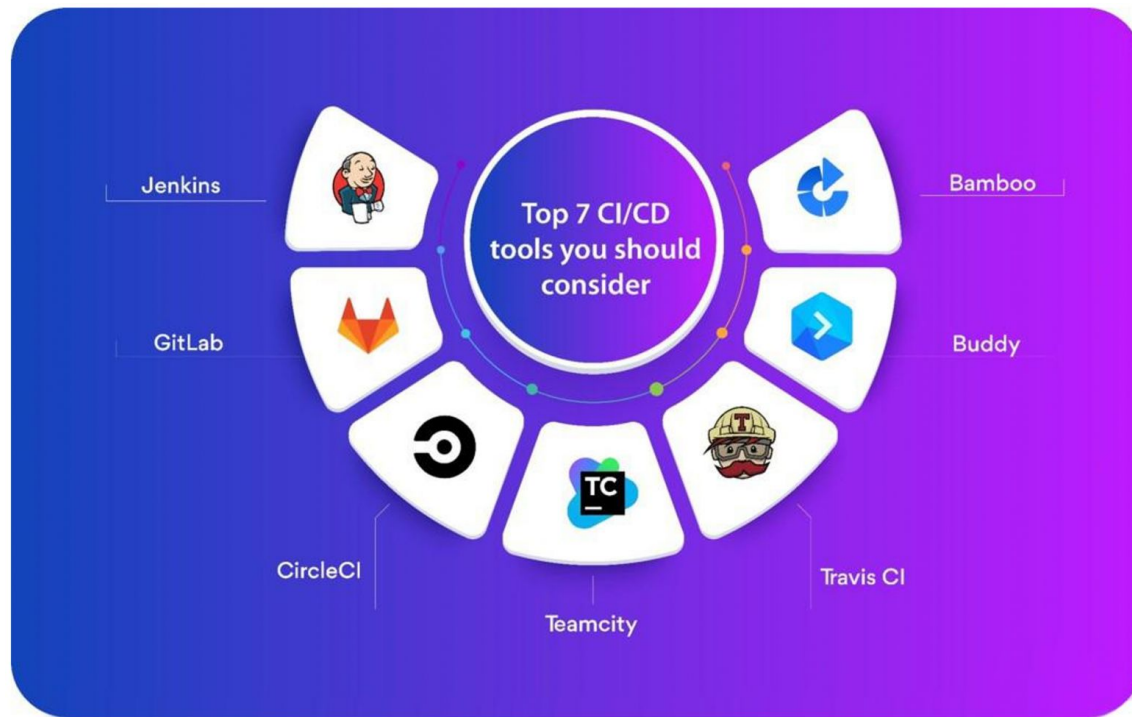 Top 7 CI/CD
tools you should
consider
Jenkins
GitLab
CircleCI
TC
Teamcity
T
Travis CI
Buddy
Bamboo